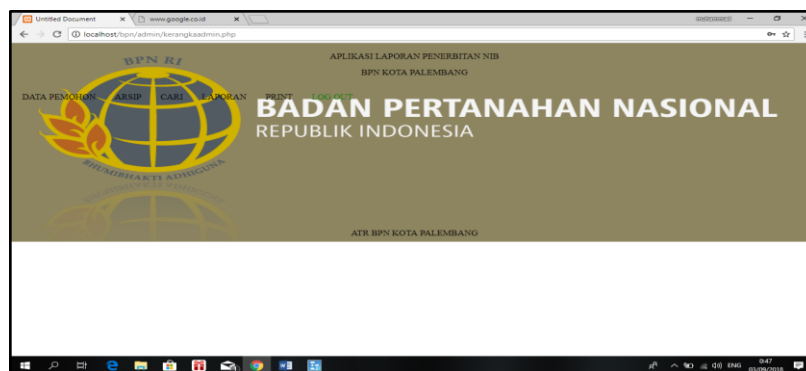 Untitled Document
www.google.co.id
localhost/bpn/admin/kerangkaadmin.php
APLIKASI LAPORAN PENERBITAN NIB
BPN KOTA PALEMBANG
BPN RI
DATA PEMOHON ARSIP CARI LAPORAN PRINT LOG OUT
BADAN PERTANAHAN NASIONAL
REPUBLIK INDONESIA
BHUMIBHAKTI ADHIGUNA
ATR BPN KOTA PALEMBANG
ENG
0:47
03/09/2018